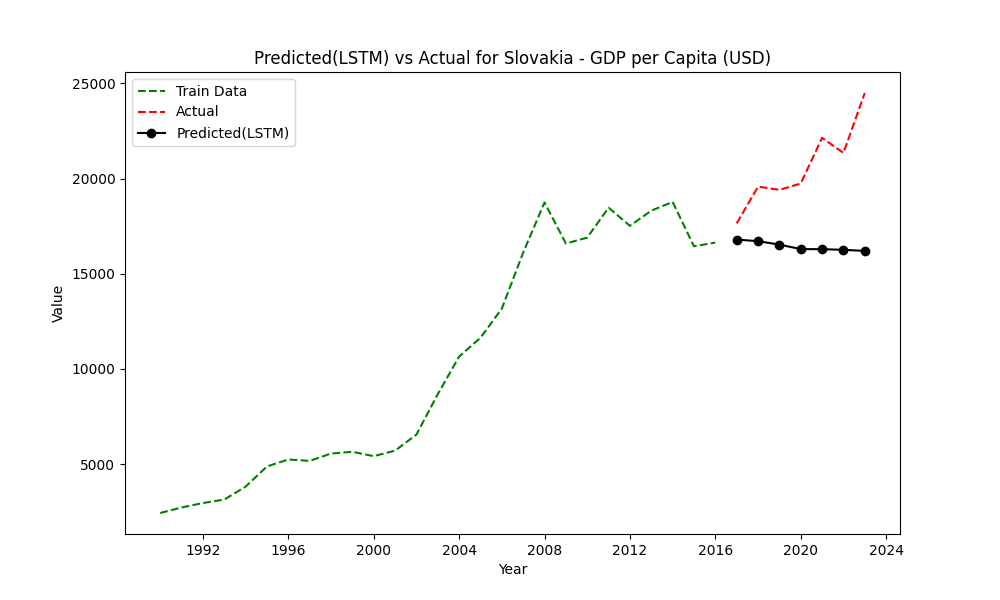 Predicted(LSTM) vs Actual for Slovakia - GDP per Capita (USD)
25000
20000
15000
10000
5000
Value
Train Data
Actual
Predicted(LSTM)
1992 1996 2000 2004 2008 2012 2016 2020 2024
Year